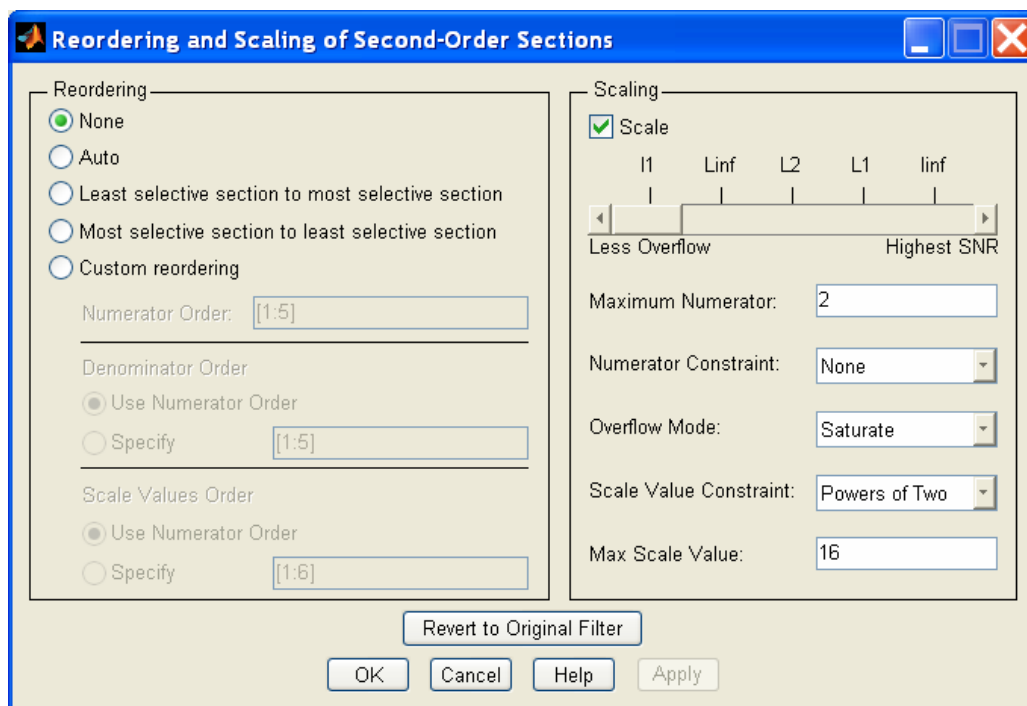 Reordering and Scaling of Second-Order Sections
Reordering
None
Auto
Least selective section to most selective section
Most selective section to least selective section
Custom reordering
Numerator Order: [1:5]
Denominator Order
Use Numerator Order
Specify [1:5]
Scale Values Order
Use Numerator Order
Specify [1:6]
Scaling
Scale
l1 Linf L2 L1 linf
Less Overflow Highest SNR
Maximum Numerator: 2
Numerator Constraint: None
Overflow Mode: Saturate
Scale Value Constraint: Powers of Two
Max Scale Value: 16
Revert to Original Filter
OK Cancel Help Apply